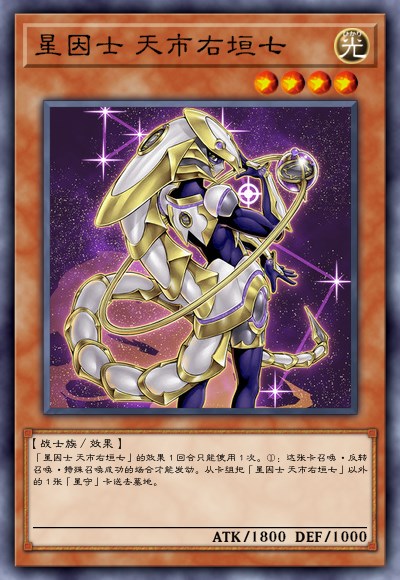 星因士 天市右垣七
光
【战士族／效果】
「星因士 天市右垣七」的效果1回合只能使用1次。①：这张卡召唤·反转
召唤·特殊召唤成功的场合才能发动。从卡组把「星因士 天市右垣七」以外
的1张「星守」卡送去墓地。
ATK/1800 DEF/1000